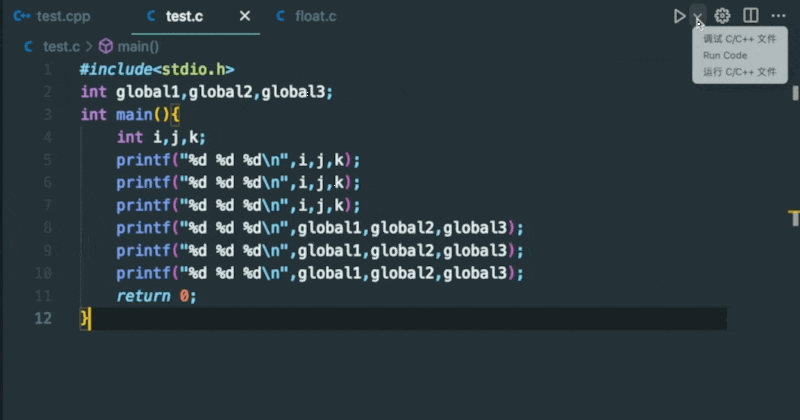 test.cpp test.c float.c
test.c > main()
调试 C/C++ 文件
Run Code
运行 C/C++ 文件
1 #include<stdio.h>
2 int global1,global2,global3;
3 int main(){
4 int i,j,k;
5 printf("%d %d %d\n",i,j,k);
6 printf("%d %d %d\n",i,j,k);
7 printf("%d %d %d\n",i,j,k);
8 printf("%d %d %d\n",global1,global2,global3);
9 printf("%d %d %d\n",global1,global2,global3);
10 printf("%d %d %d\n",global1,global2,global3);
11 return 0;
12 }